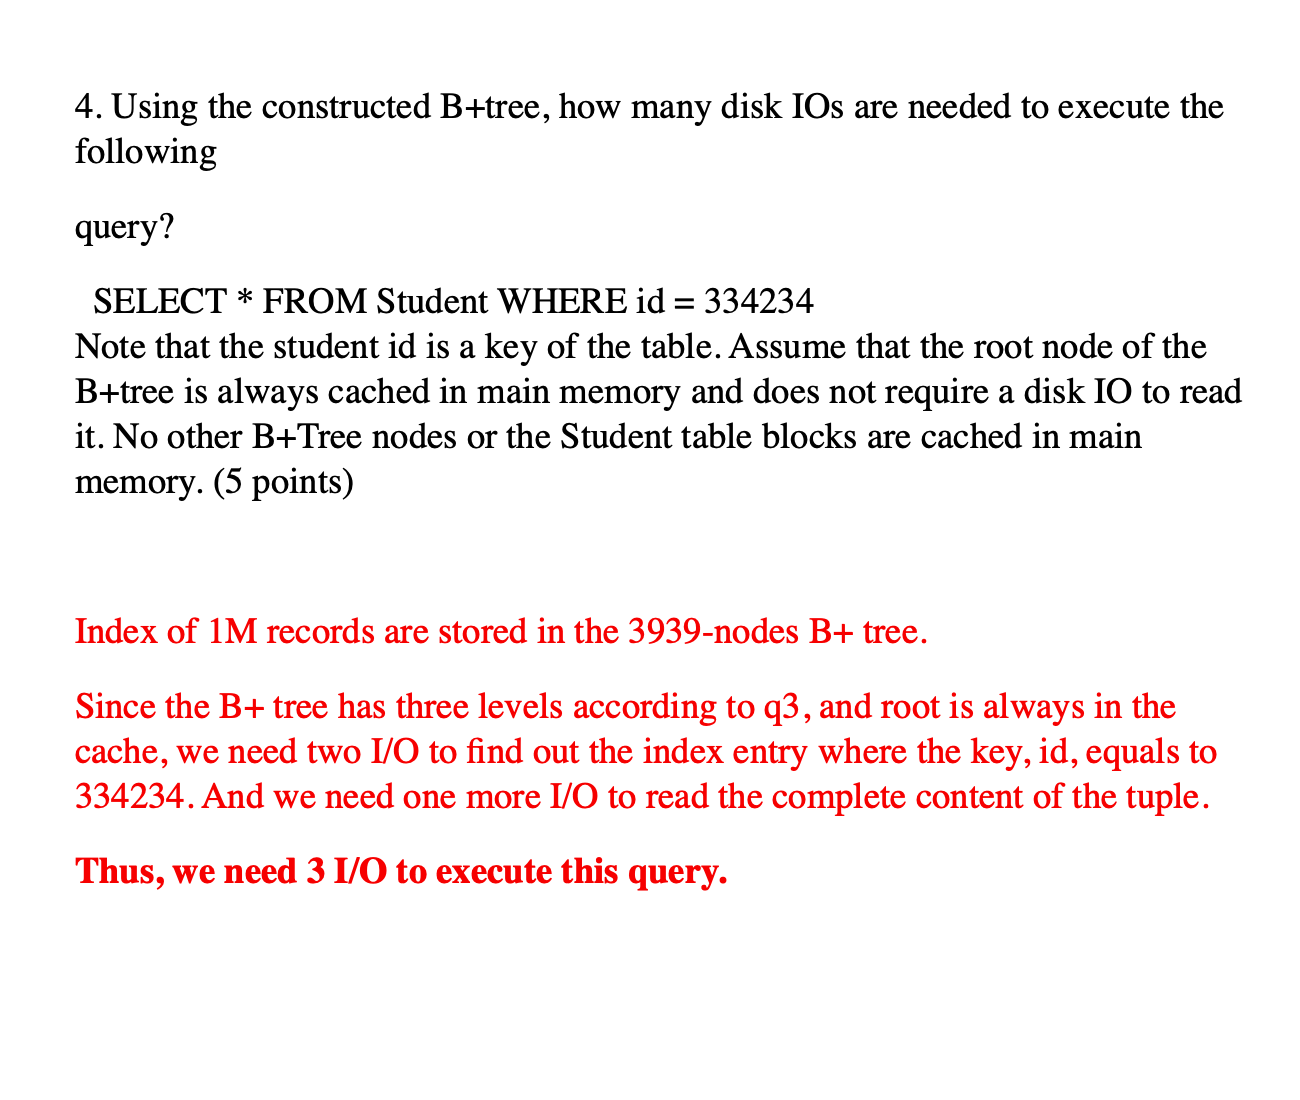 4. Using the constructed B+tree, how many disk IOs are needed to execute the
following
query?
SELECT * FROM Student WHERE id = 334234
Note that the student id is a key of the table. Assume that the root node of the
B+tree is always cached in main memory and does not require a disk IO to read
it. No other B+Tree nodes or the Student table blocks are cached in main
memory. (5 points)
Index of 1M records are stored in the 3939-nodes B+ tree.
Since the B+ tree has three levels according to q3, and root is always in the
cache, we need two I/O to find out the index entry where the key, id, equals to
334234. And we need one more I/O to read the complete content of the tuple.
Thus, we need 3 I/O to execute this query.